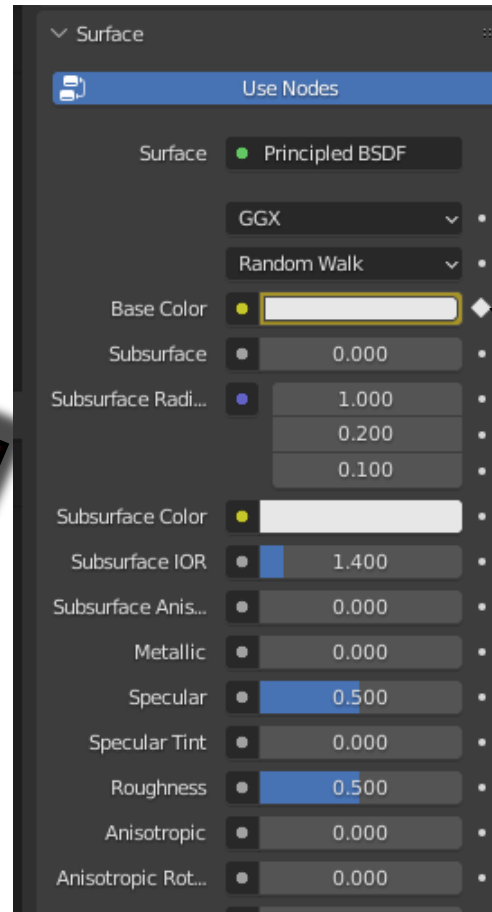 Surface
Use Nodes
Surface Principled BSDF
GGX
Random Walk
Base Color
Subsurface 0.000
Subsurface Radi... 1.000
0.200
0.100
Subsurface Color
Subsurface IOR 1.400
Subsurface Anis... 0.000
Metallic 0.000
Specular 0.500
Specular Tint 0.000
Roughness 0.500
Anisotropic 0.000
Anisotropic Rot... 0.000